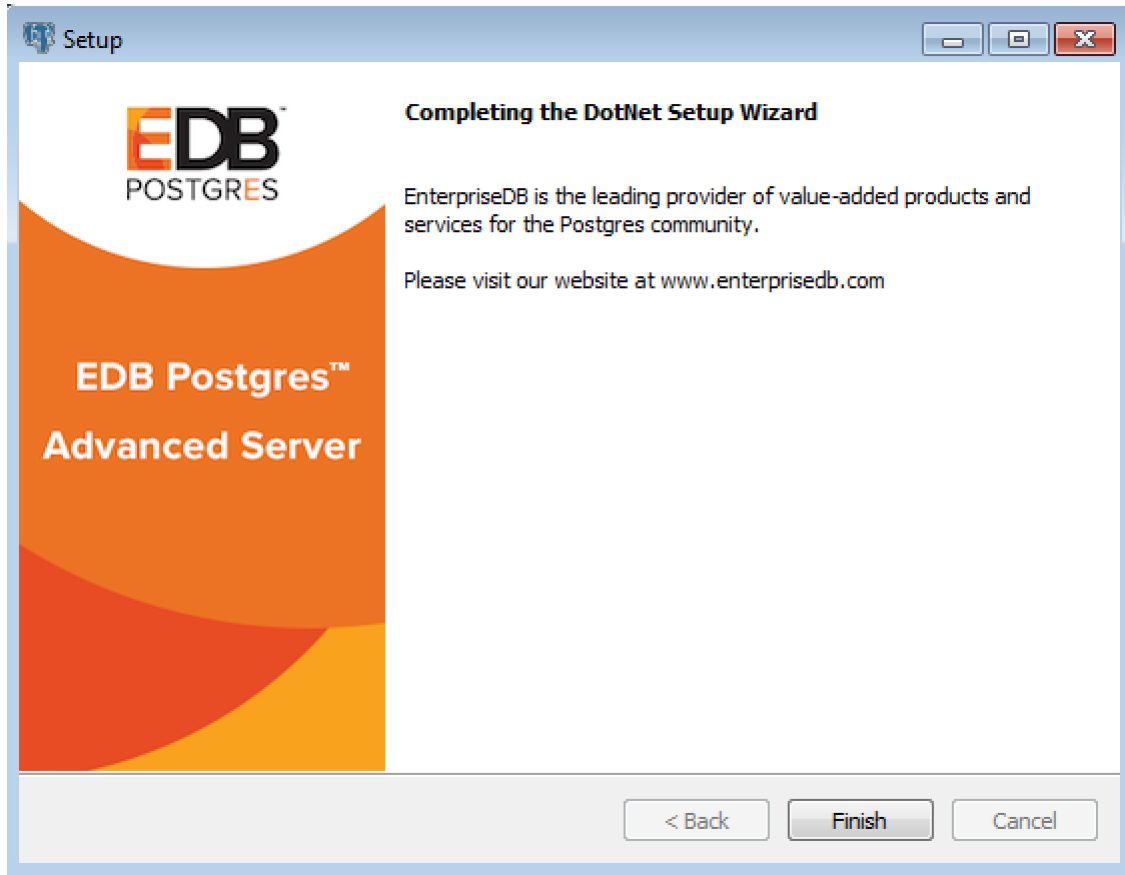 Setup
EDB™
POSTGRES
EDB Postgres™
Advanced Server
Completing the DotNet Setup Wizard
EnterpriseDB is the leading provider of value-added products and
services for the Postgres community.
Please visit our website at www.enterprisedb.com
< Back
Finish
Cancel